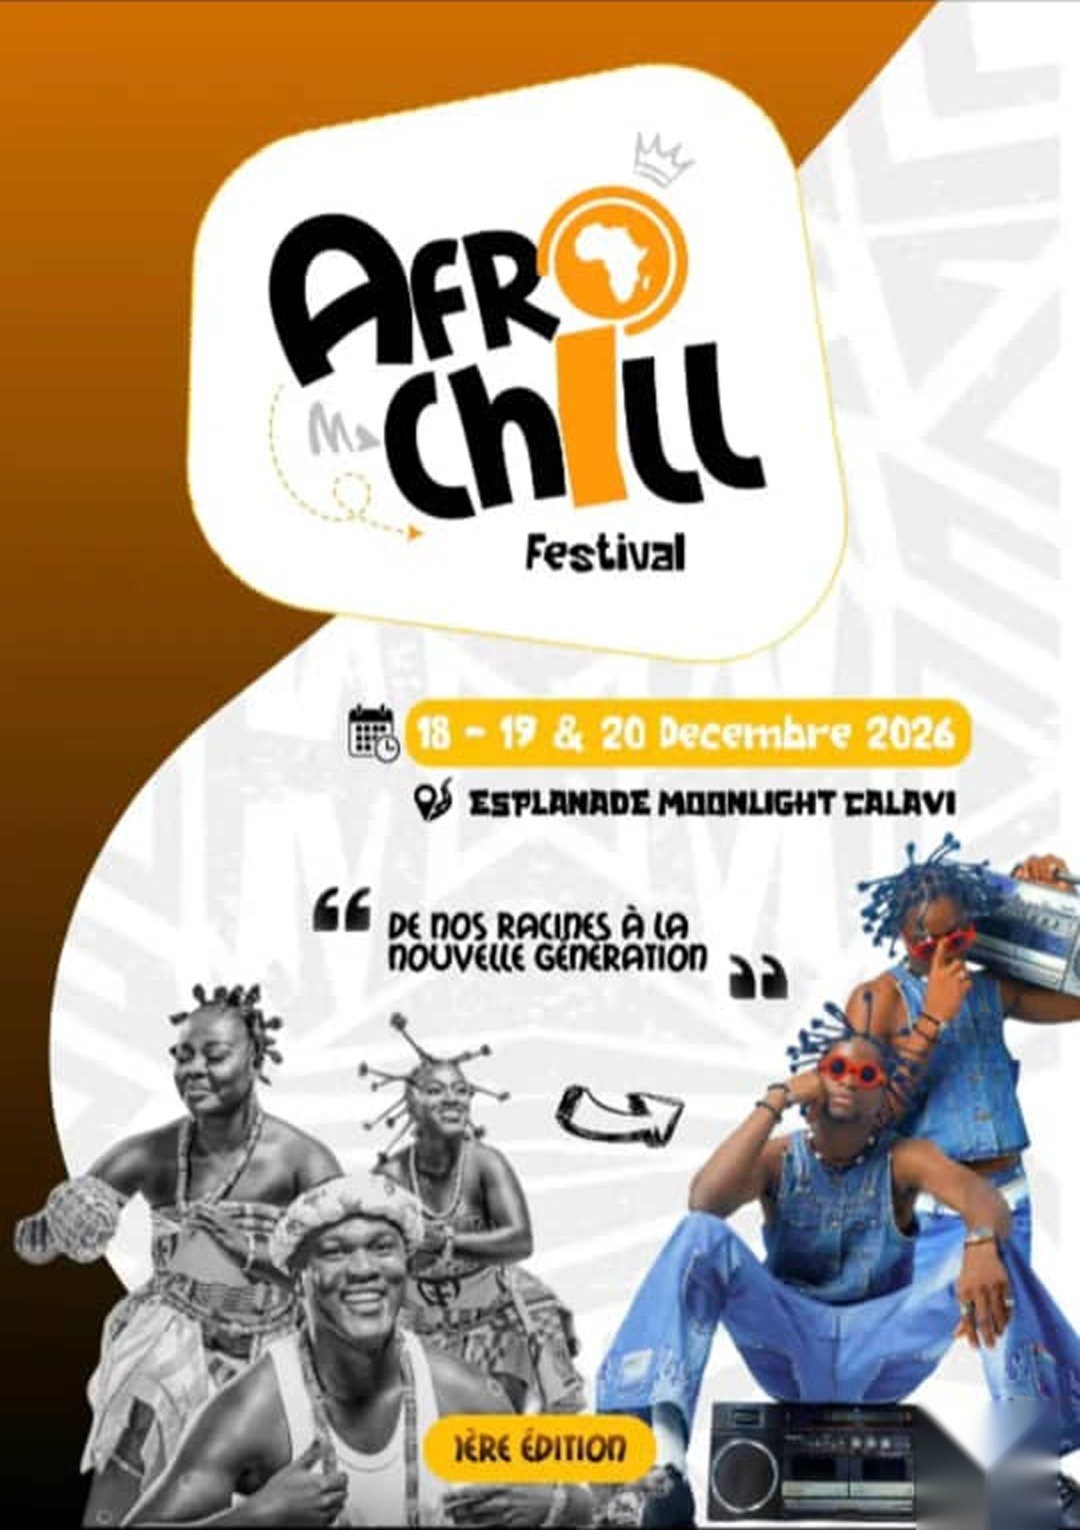 AFRO
Chill
Festival
18 - 19 & 20 Decembre 2026
ESPLANADE MOONLIGHT CALAVI
“ DE NOS RACINES À LA
NOUVELLE GÉNÉRATION ”
1ÈRE ÉDITION